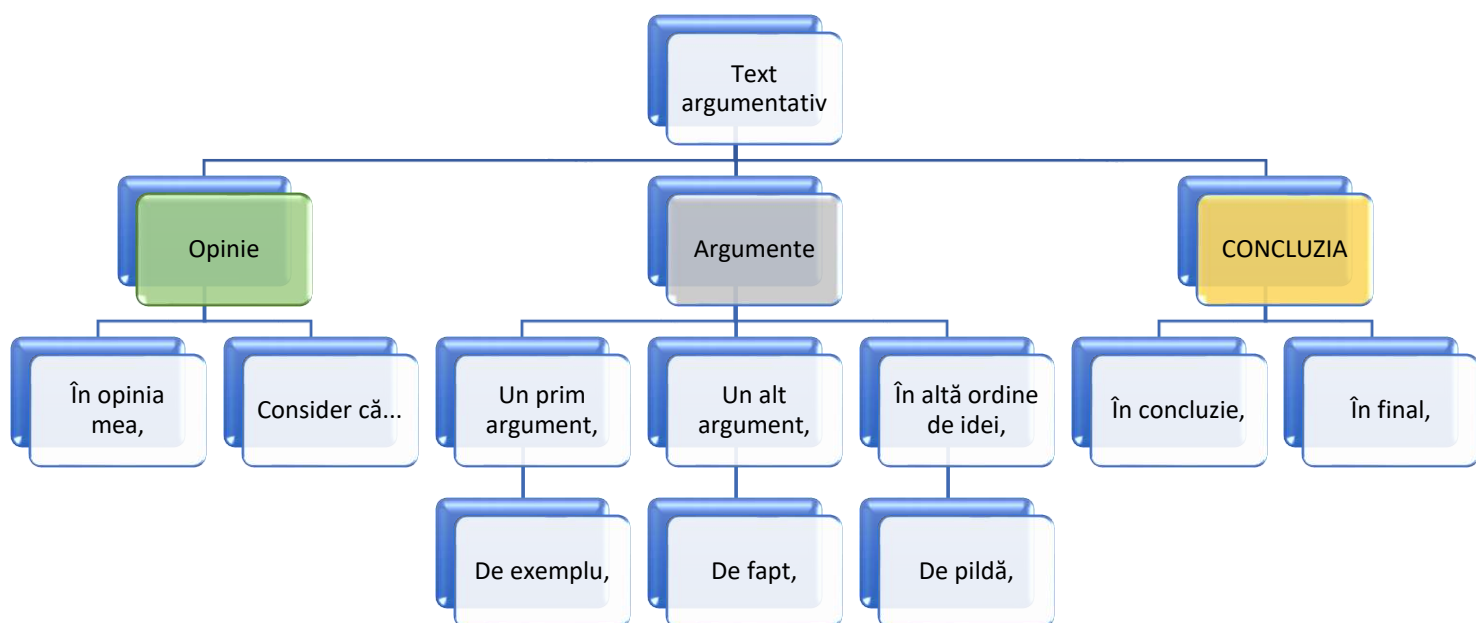 Text
argumentativ
Opinie
Argumente
CONCLUZIA
În opinia
mea,
Consider că...
Un prim
argument,
Un alt
argument,
În altă ordine
de idei,
În concluzie,
În final,
De exemplu,
De fapt,
De pildă,